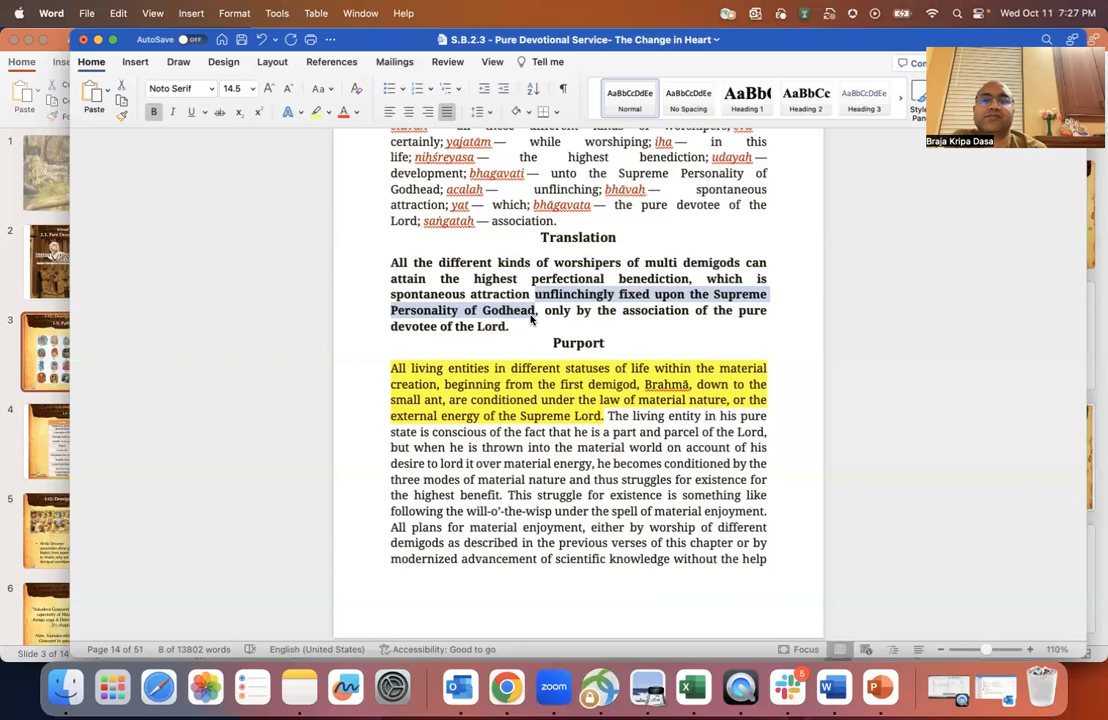 Word File Edit View Insert Format Tools Table Window Help
Wed Oct 11 7:27 PM
AutoSave OFF
S.B.2.3 - Pure Devotional Service- The Change in Heart
Home
Home Insert Draw Design Layout References Mailings Review View Tell me
Paste
Paste
Noto Serif 14.5
AaBbCcDdEe
Normal
AaBbCcDdEe
No Spacing
Heading 1
AaBbCcDd
Heading 2
AaBbCcDdEe
Heading 3
Braja Kripa Dasa
certainly; yajatām — while worshiping; iha — in this
life; niḥśreyasa — the highest benediction; udayaḥ —
development; bhagavati — unto the Supreme Personality of
Godhead; acalaḥ — unflinching; bhāvaḥ — spontaneous
attraction; yat — which; bhāgavata — the pure devotee of the
Lord; saṅgataḥ — association.
Translation
All the different kinds of worshipers of multi demigods can
attain the highest perfectional benediction, which is
spontaneous attraction unflinchingly fixed upon the Supreme
Personality of Godhead, only by the association of the pure
devotee of the Lord.
Purport
All living entities in different statuses of life within the material
creation, beginning from the first demigod, Brahmā, down to the
small ant, are conditioned under the law of material nature, or the
external energy of the Supreme Lord. The living entity in his pure
state is conscious of the fact that he is a part and parcel of the Lord,
but when he is thrown into the material world on account of his
desire to lord it over material energy, he becomes conditioned by the
three modes of material nature and thus struggles for existence for
the highest benefit. This struggle for existence is something like
following the will-o'-the-wisp under the spell of material enjoyment.
All plans for material enjoyment, either by worship of different
demigods as described in the previous verses of this chapter or by
modernized advancement of scientific knowledge without the help
1
2
3
4
5
6
Slide 3 of 14
Page 14 of 51 8 of 13802 words English (United States) Accessibility: Good to go Focus 110%
zoom
5